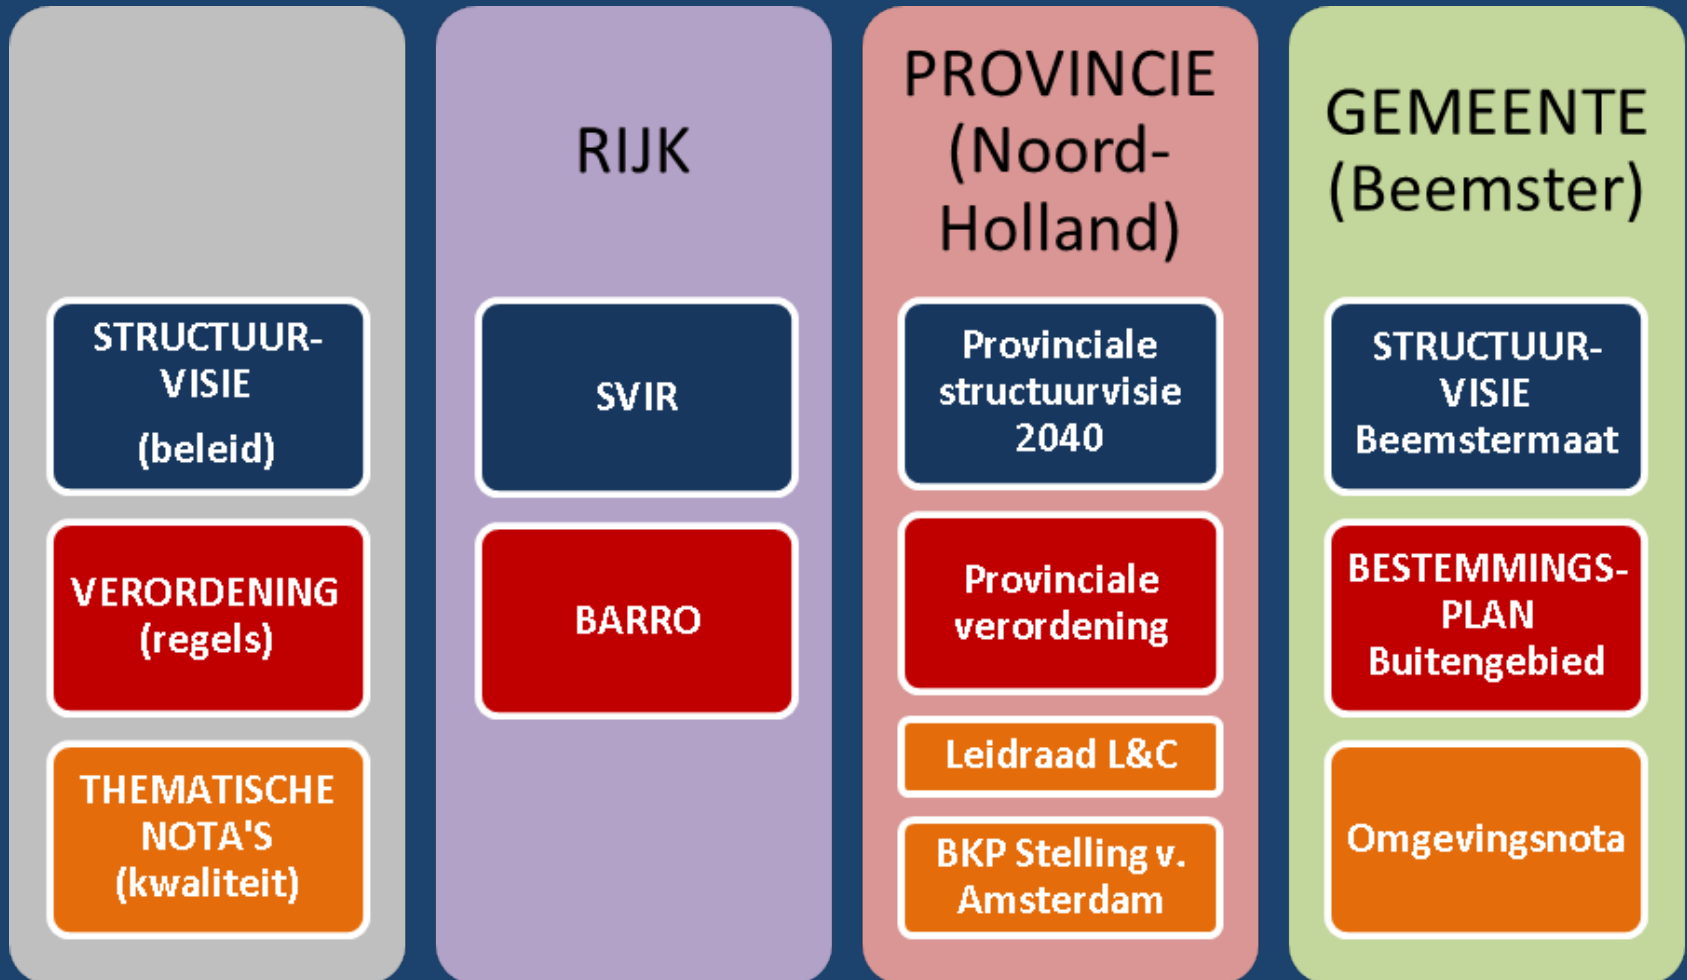 STRUCTUUR-
VISIE
(beleid)
VERORDENING
(regels)
THEMATISCHE
NOTA'S
(kwaliteit)
RIJK
SVIR
BARRO
PROVINCIE
(Noord-
Holland)
Provinciale
structuurvisie
2040
Provinciale
verordening
Leidraad L&C
BKP Stelling v.
Amsterdam
GEMEENTE
(Beemster)
STRUCTUUR-
VISIE
Beemstermaat
BESTEMMINGS-
PLAN
Buitengebied
Omgevingsnota